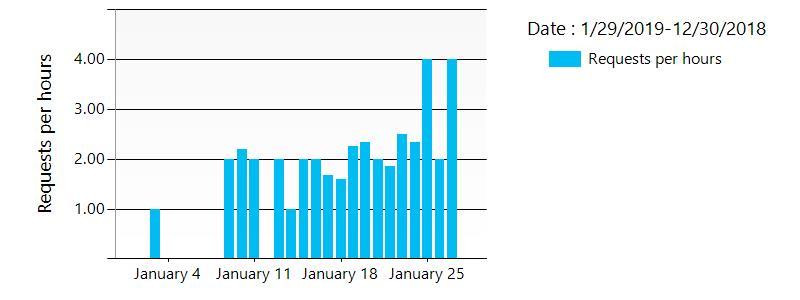 Date : 1/29/2019-12/30/2018
Requests per hours
Requests per hours
4.00
3.00
2.00
1.00
January 4 January 11 January 18 January 25